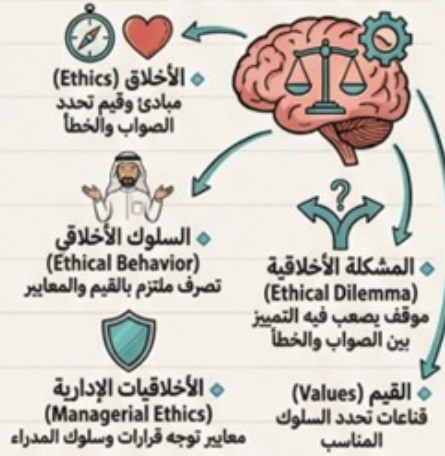 الأخلاق (Ethics)
مبادئ وقيم تحدد
الصواب والخطأ
?
السلوك الأخلاقي
(Ethical Behavior)
تصرف ملتزم بالقيم والمعايير
المشكلة الأخلاقية
(Ethical Dilemma)
موقف يصعب فيه التمييز
بين الصواب والخطأ
الأخلاقيات الإدارية
(Managerial Ethics)
معايير توجه قرارات وسلوك المدراء
القيم (Values)
قناعات تحدد السلوك
المناسب